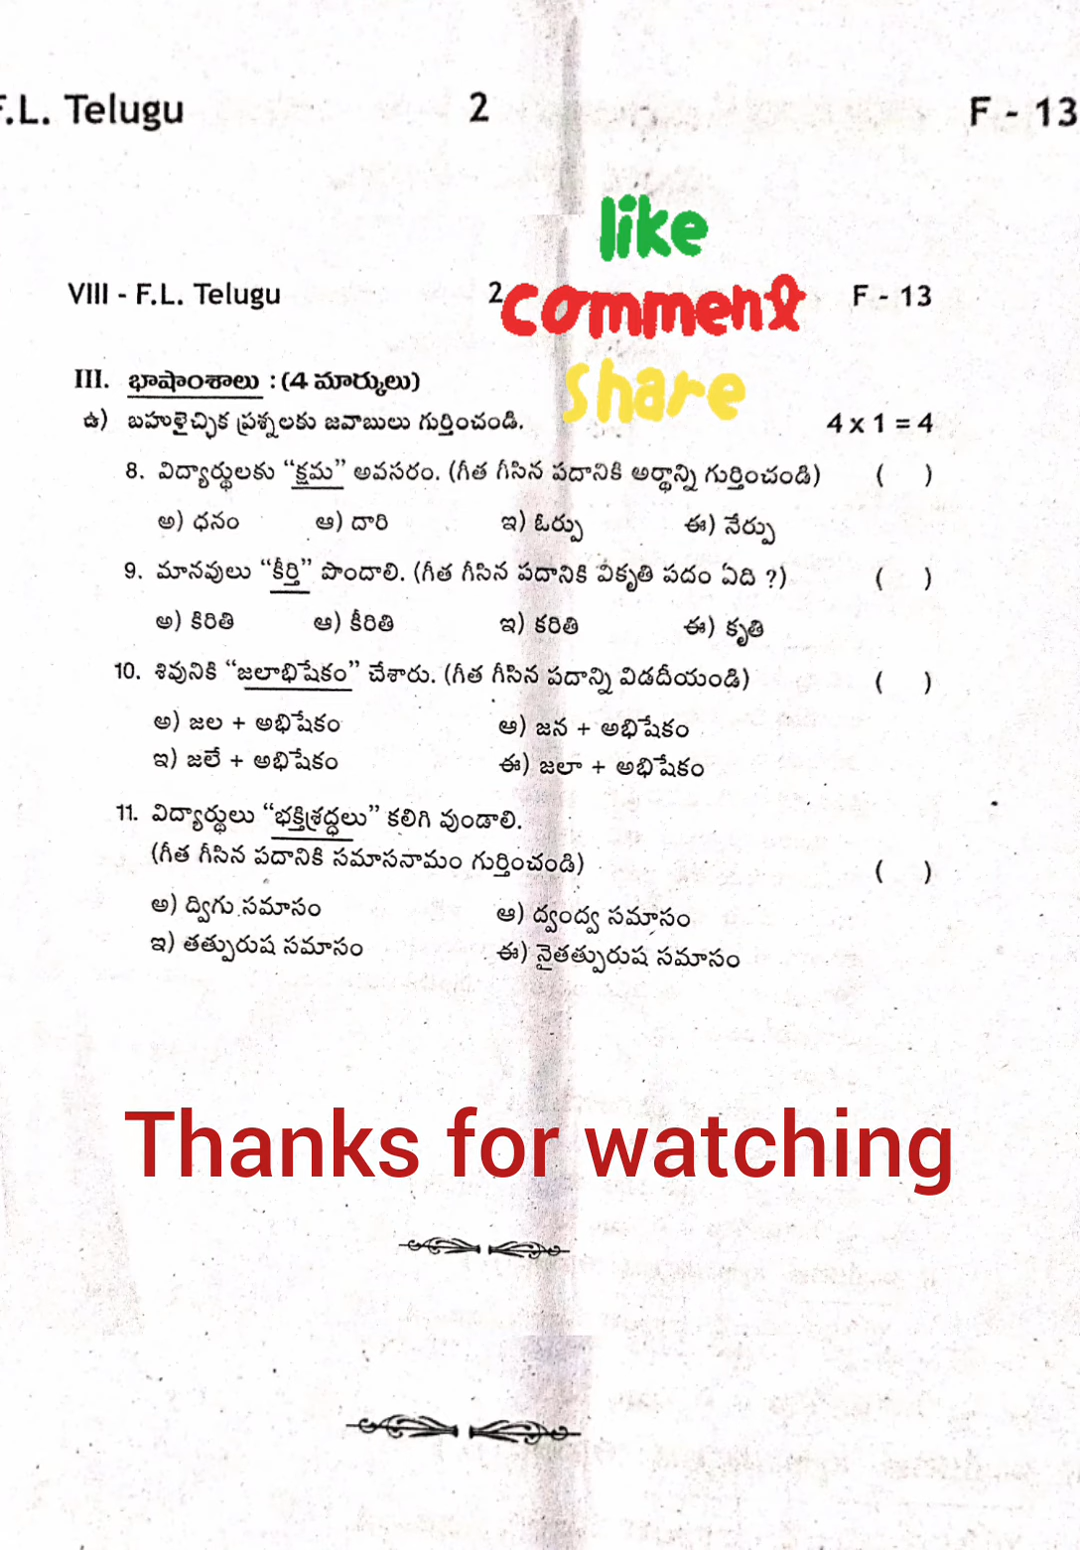 F.L. Telugu 2 F - 13
like
VIII - F.L. Telugu 2 comment F - 13
share
III. భాషాంశాలు : (4 మార్కులు)
ఉ) బహుళైచ్ఛిక ప్రశ్నలకు జవాబులు గుర్తించండి. 4 x 1 = 4
8. విద్యార్థులకు “క్షమ” అవసరం. (గీత గీసిన పదానికి అర్థాన్ని గుర్తించండి) ( )
అ) ధనం ఆ) దారి ఇ) ఓర్పు ఈ) నేర్పు
9. మానవులు “కీర్తి” పొందాలి. (గీత గీసిన పదానికి వికృతి పదం ఏది ?) ( )
అ) కిరితి ఆ) కీరితి ఇ) కరితి ఈ) కృతి
10. శివునికి “జలాభిషేకం” చేశారు. (గీత గీసిన పదాన్ని విడదీయండి) ( )
అ) జల + అభిషేకం ఆ) జన + అభిషేకం
ఇ) జలే + అభిషేకం ఈ) జలా + అభిషేకం
11. విద్యార్థులు “భక్తిశ్రద్ధలు” కలిగి వుండాలి.
(గీత గీసిన పదానికి సమాసనామం గుర్తించండి) ( )
అ) ద్విగు సమాసం ఆ) ద్వంద్వ సమాసం
ఇ) తత్పురుష సమాసం ఈ) నైతత్పురుష సమాసం
Thanks for watching